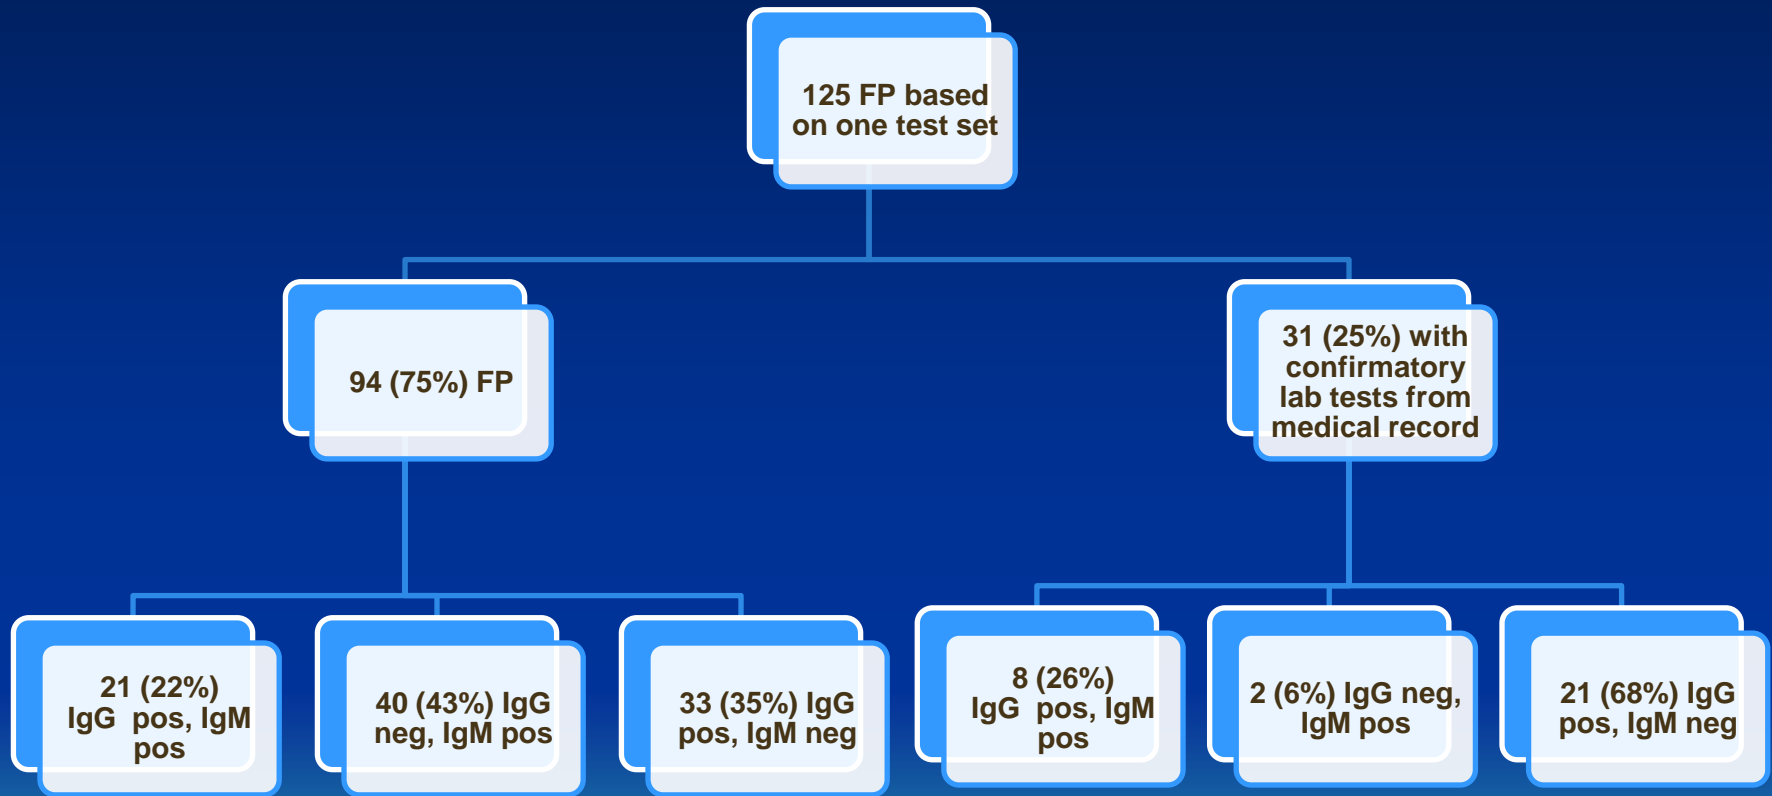 125 FP based
on one test set
94 (75%) FP
31 (25%) with
confirmatory
lab tests from
medical record
21 (22%)
IgG  pos, IgM
pos
40 (43%) IgG
neg, IgM pos
33 (35%) IgG
pos, IgM neg
8 (26%)
IgG  pos, IgM
pos
2 (6%) IgG neg,
IgM pos
21 (68%) IgG
pos, IgM neg